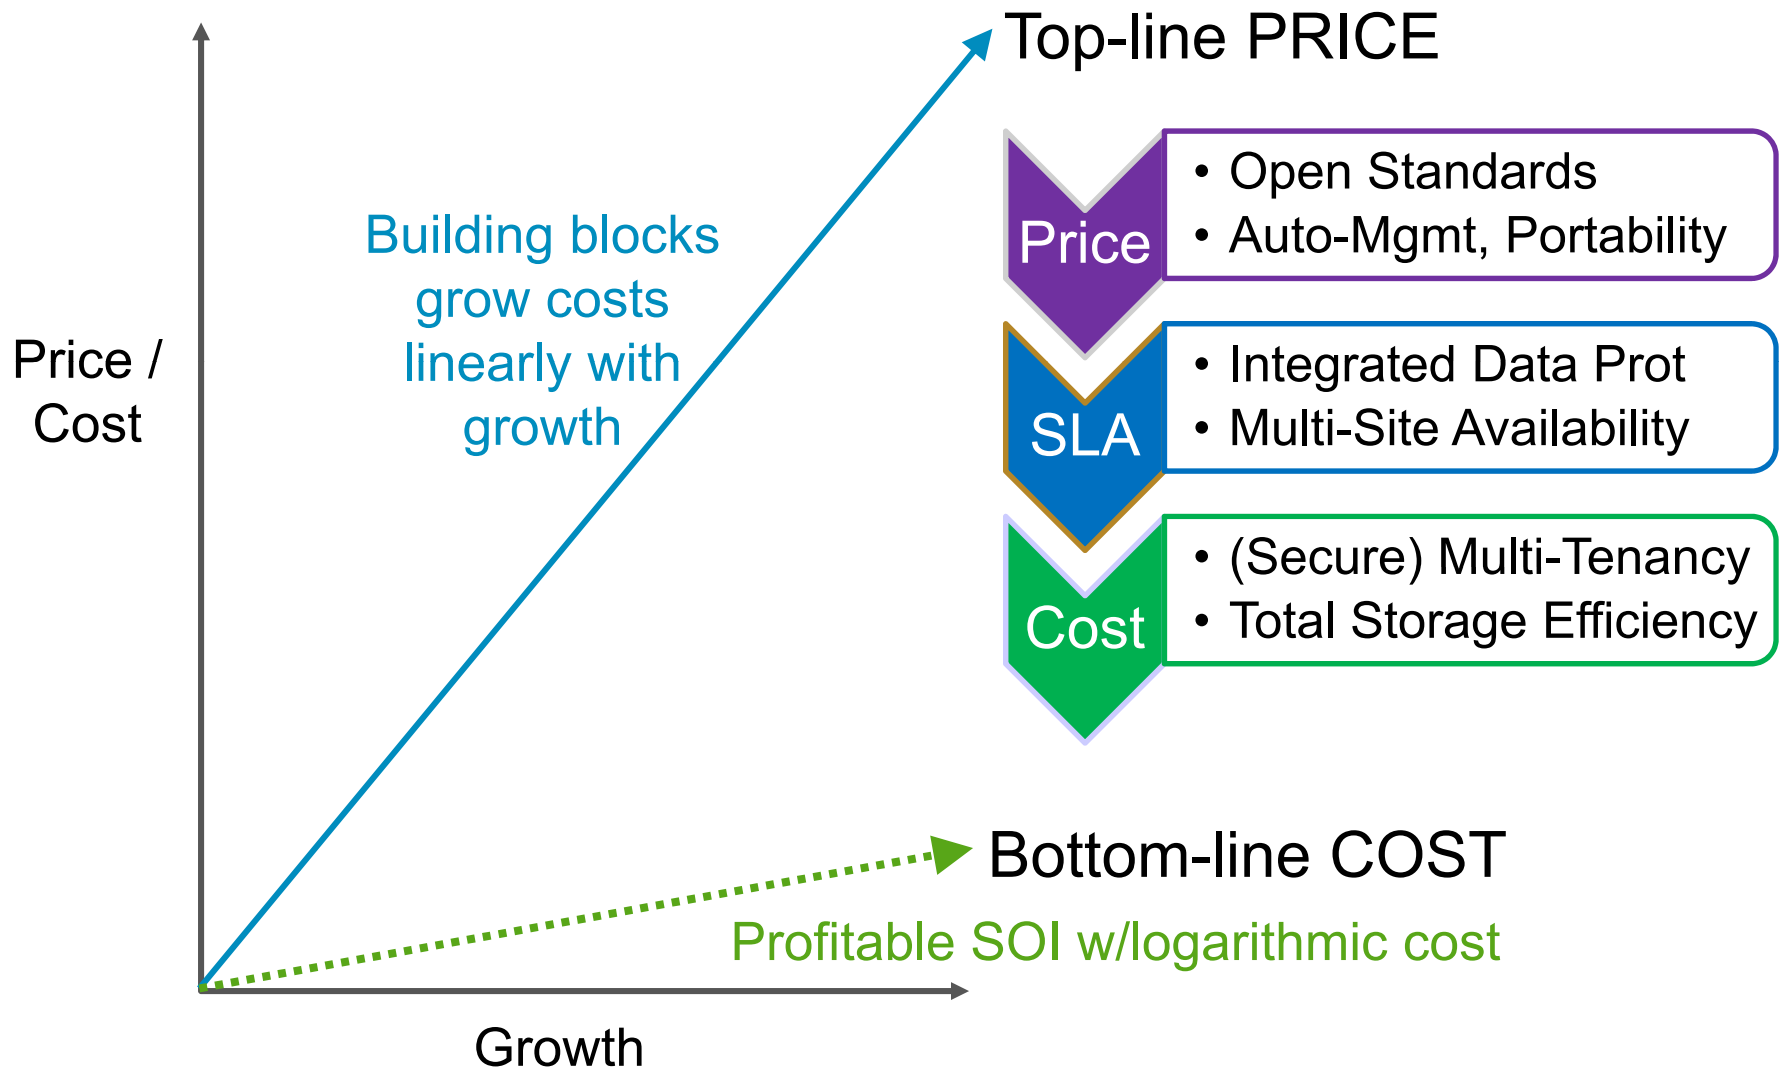 Top-line PRICE
Building blocks
grow costs
linearly with
growth
Price /
Cost
Price
• Open Standards
• Auto-Mgmt, Portability
SLA
• Integrated Data Prot
• Multi-Site Availability
Cost
• (Secure) Multi-Tenancy
• Total Storage Efficiency
Bottom-line COST
Profitable SOI w/logarithmic cost
Growth